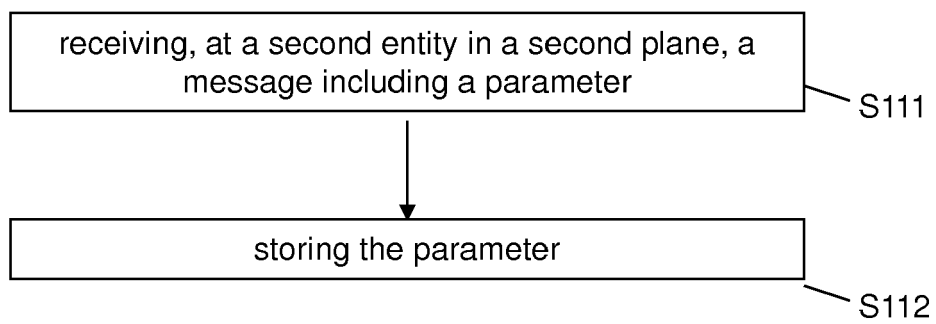 receiving, at a second entity in a second plane, a
message including a parameter
S111
storing the parameter
S112